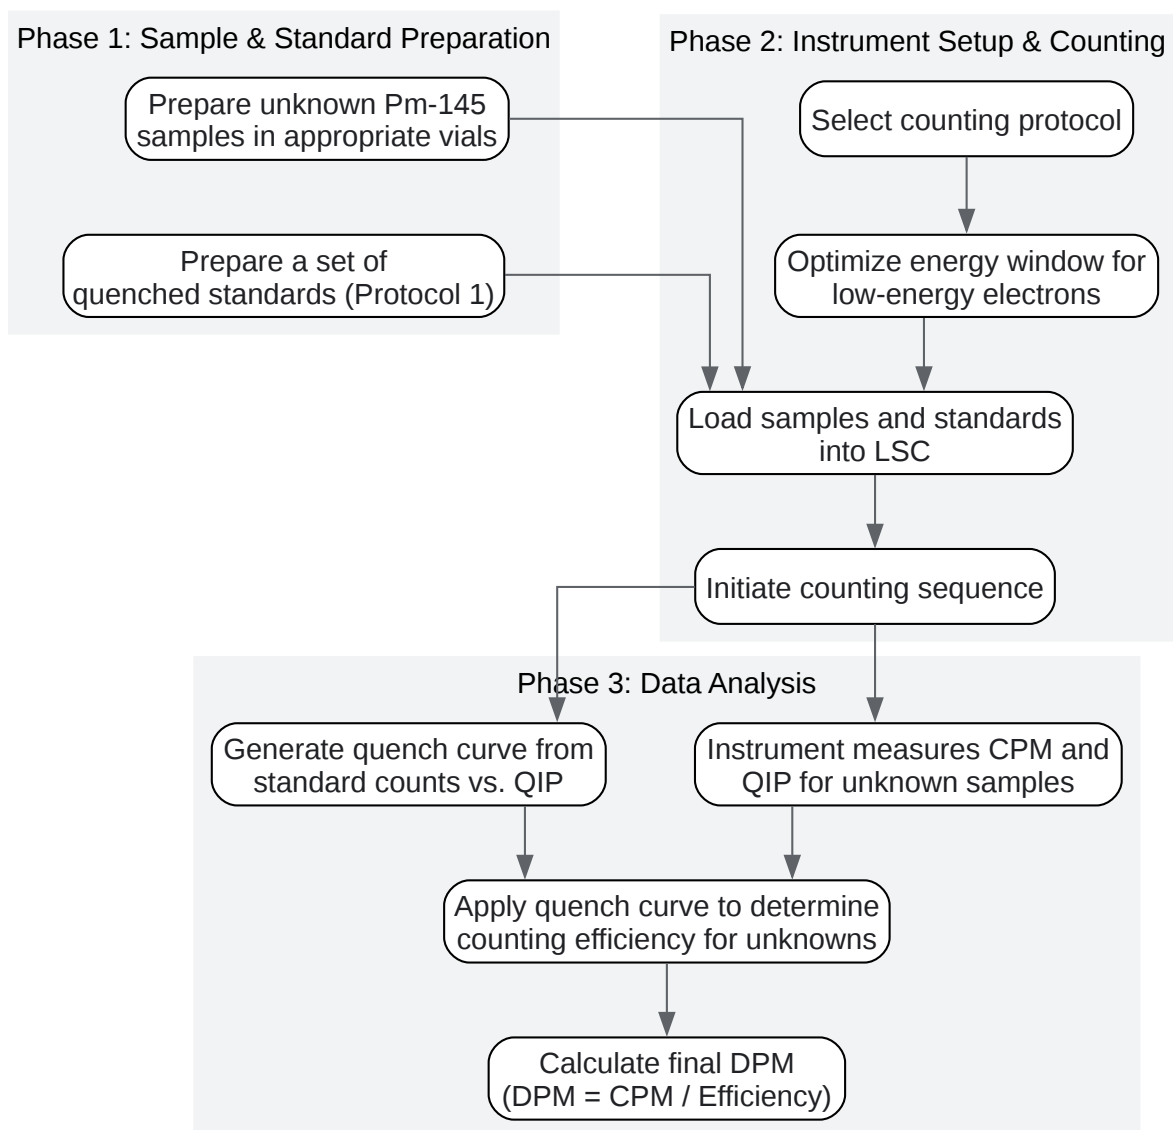 Phase 1: Sample & Standard Preparation
Prepare unknown Pm-145
samples in appropriate vials
Prepare a set of
quenched standards (Protocol 1)
Phase 2: Instrument Setup & Counting
Select counting protocol
Optimize energy window for
low-energy electrons
Load samples and standards
into LSC
Initiate counting sequence
Phase 3: Data Analysis
Generate quench curve from
standard counts vs. QIP
Instrument measures CPM and
QIP for unknown samples
Apply quench curve to determine
counting efficiency for unknowns
Calculate final DPM
(DPM = CPM / Efficiency)